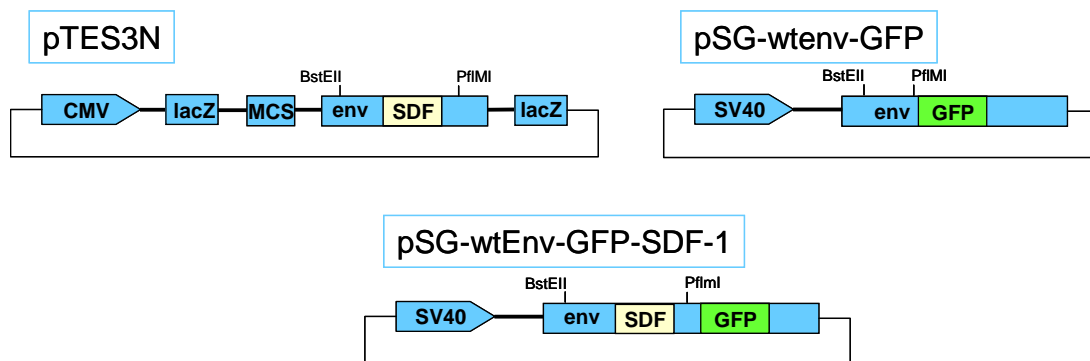 pTES3N
BstEII PflMI
CMV lacZ MCS env SDF lacZ
pSG-wtenv-GFP
BstEII PflMI
SV40 env GFP
pSG-wtEnv-GFP-SDF-1
BstEII PflmI
SV40 env SDF GFP